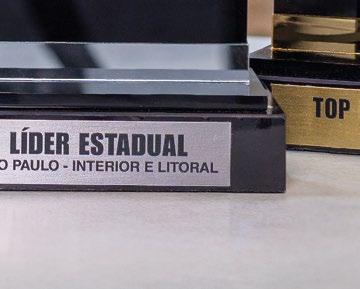 LÍDER ESTADUAL
O PAULO - INTERIOR E LITORAL
TOP